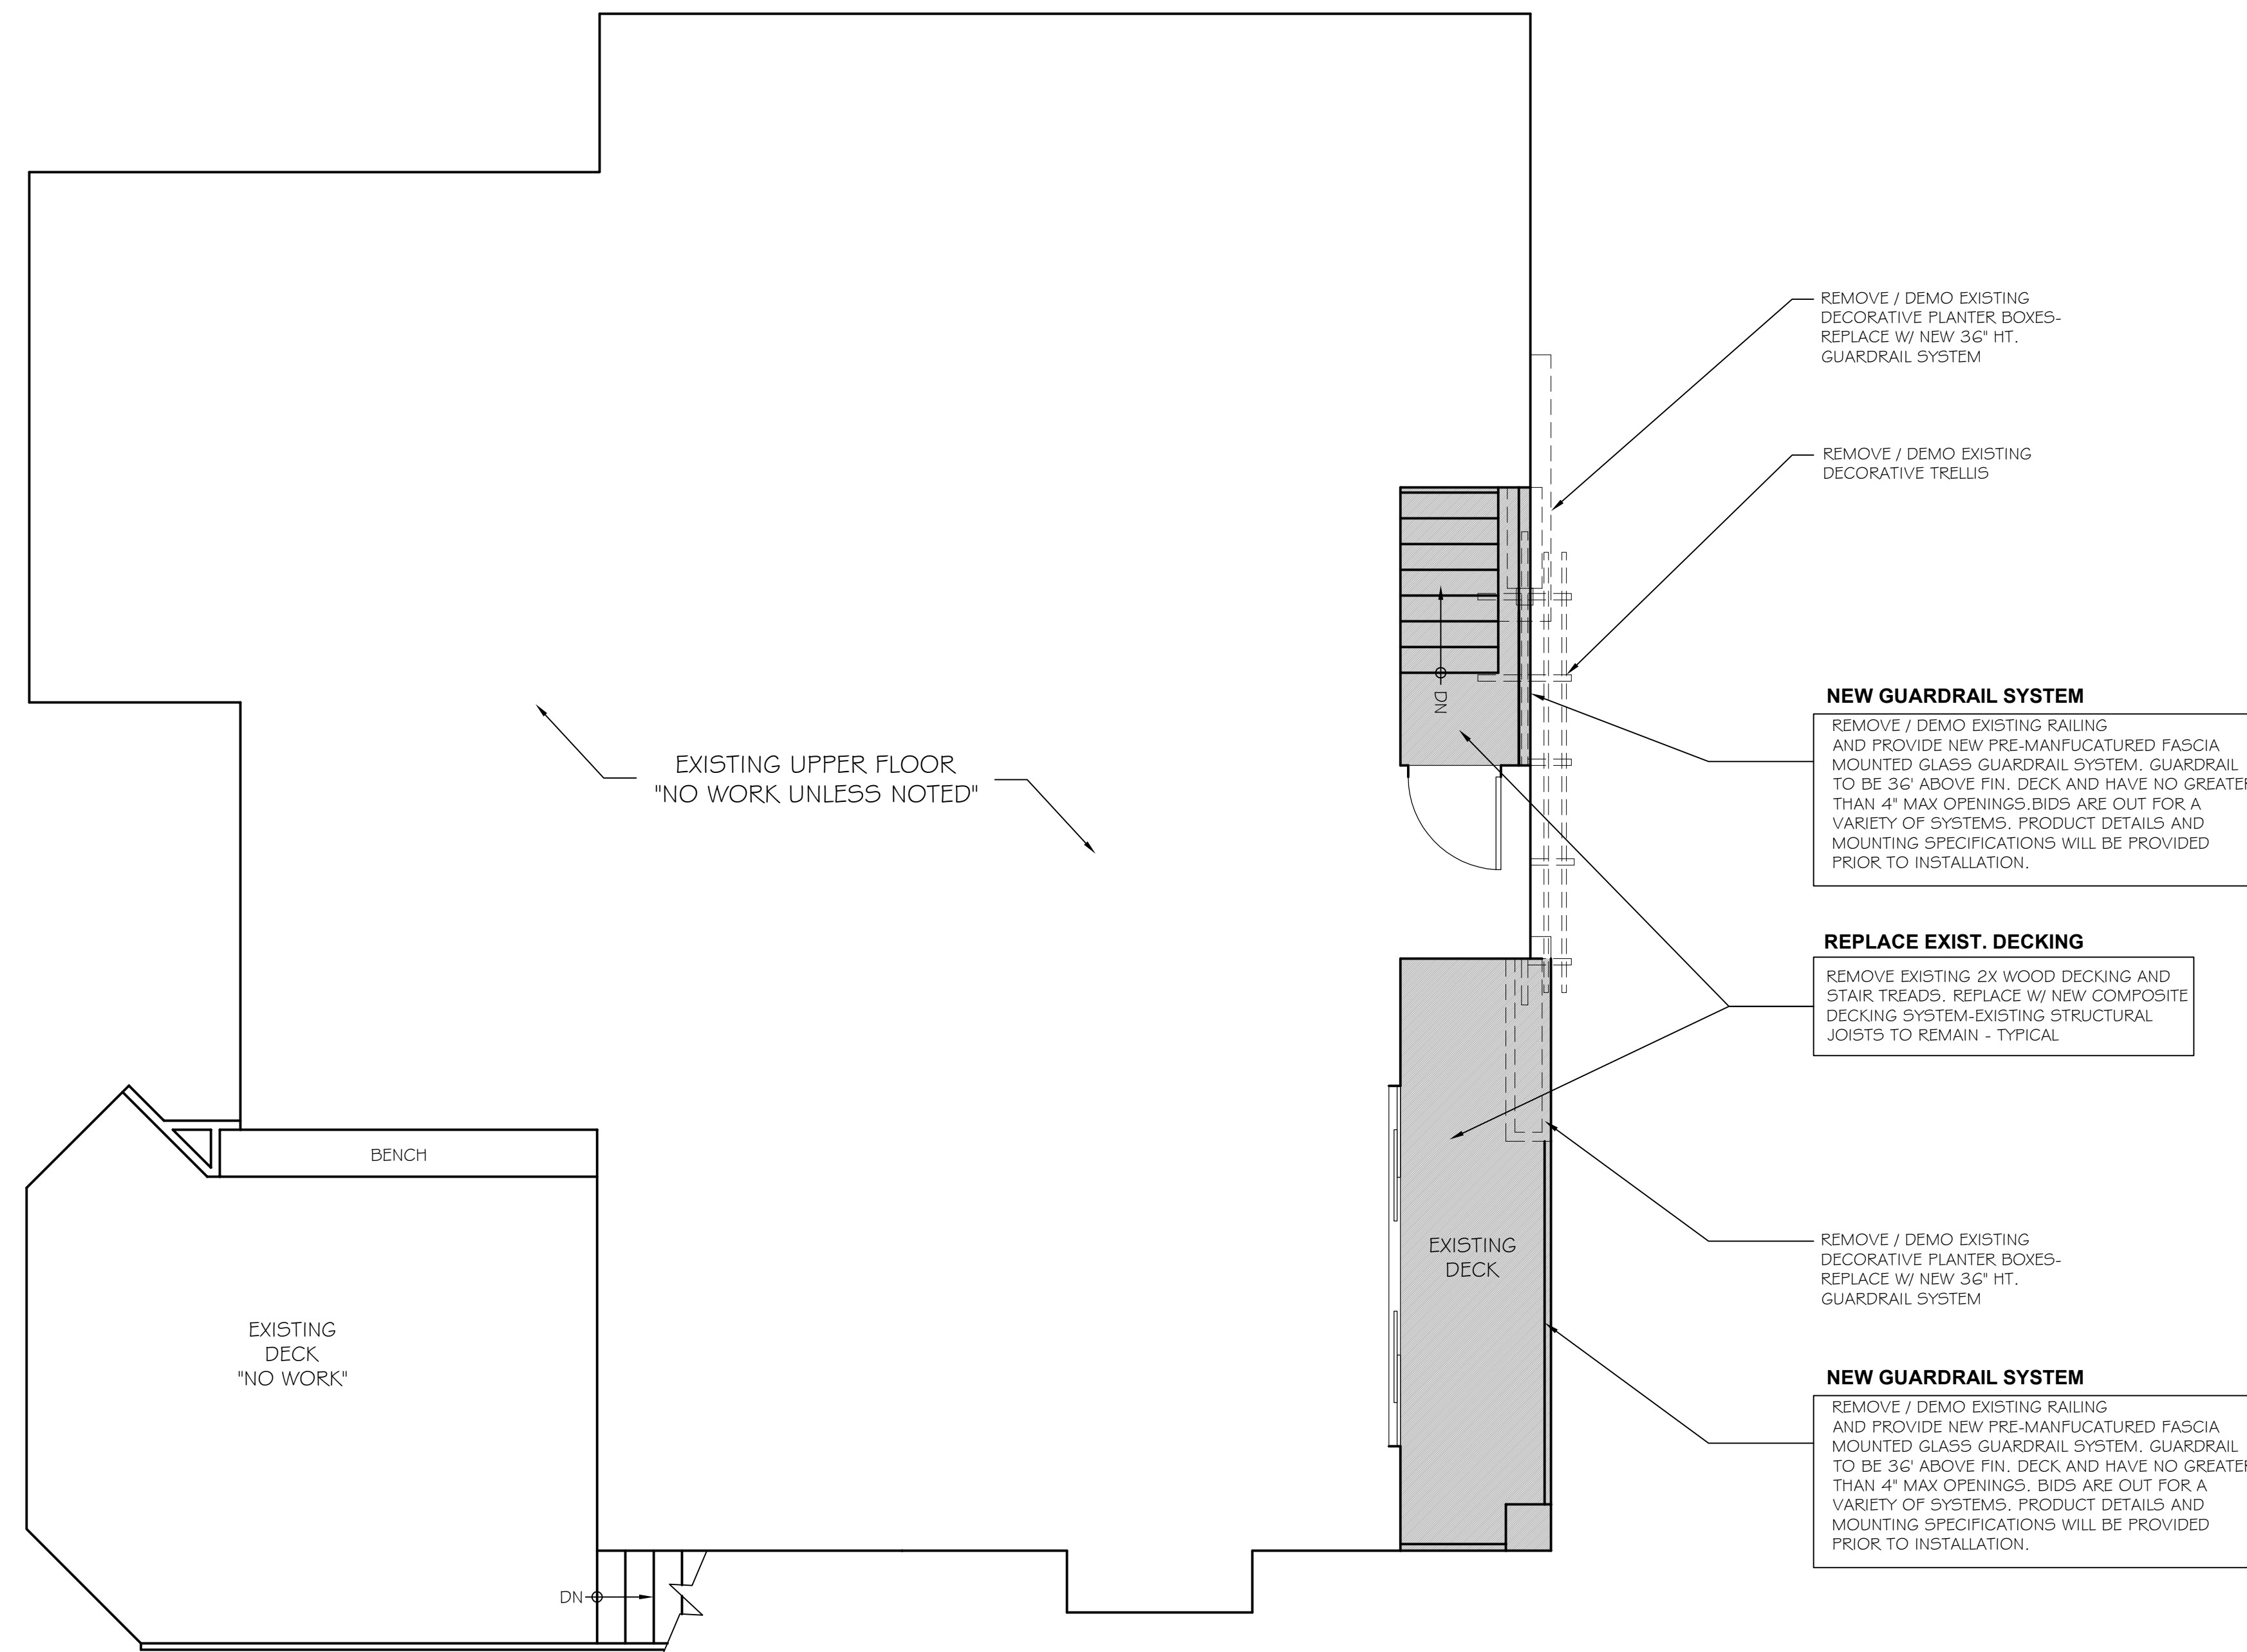 REMOVE / DEMO EXISTING
DECORATIVE PLANTER BOXES-
REPLACE W/ NEW 36" HT.
GUARDRAIL SYSTEM
REMOVE / DEMO EXISTING
DECORATIVE TRELLIS
DN
NEW GUARDRAIL SYSTEM
REMOVE / DEMO EXISTING RAILING
AND PROVIDE NEW PRE-MANFUCATURED FASCIA
MOUNTED GLASS GUARDRAIL SYSTEM. GUARDRAIL
TO BE 36' ABOVE FIN. DECK AND HAVE NO GREATER
THAN 4" MAX OPENINGS.BIDS ARE OUT FOR A
VARIETY OF SYSTEMS. PRODUCT DETAILS AND
MOUNTING SPECIFICATIONS WILL BE PROVIDED
PRIOR TO INSTALLATION.
EXISTING UPPER FLOOR
"NO WORK UNLESS NOTED"
REPLACE EXIST. DECKING
REMOVE EXISTING 2X WOOD DECKING AND
STAIR TREADS. REPLACE W/ NEW COMPOSITE
DECKING SYSTEM-EXISTING STRUCTURAL
JOISTS TO REMAIN - TYPICAL
BENCH
EXISTING
DECK
REMOVE / DEMO EXISTING
DECORATIVE PLANTER BOXES-
REPLACE W/ NEW 36" HT.
GUARDRAIL SYSTEM
EXISTING
DECK
"NO WORK"
NEW GUARDRAIL SYSTEM
REMOVE / DEMO EXISTING RAILING
AND PROVIDE NEW PRE-MANFUCATURED FASCIA
MOUNTED GLASS GUARDRAIL SYSTEM. GUARDRAIL
TO BE 36' ABOVE FIN. DECK AND HAVE NO GREATER
THAN 4" MAX OPENINGS. BIDS ARE OUT FOR A
VARIETY OF SYSTEMS. PRODUCT DETAILS AND
MOUNTING SPECIFICATIONS WILL BE PROVIDED
PRIOR TO INSTALLATION.
DN